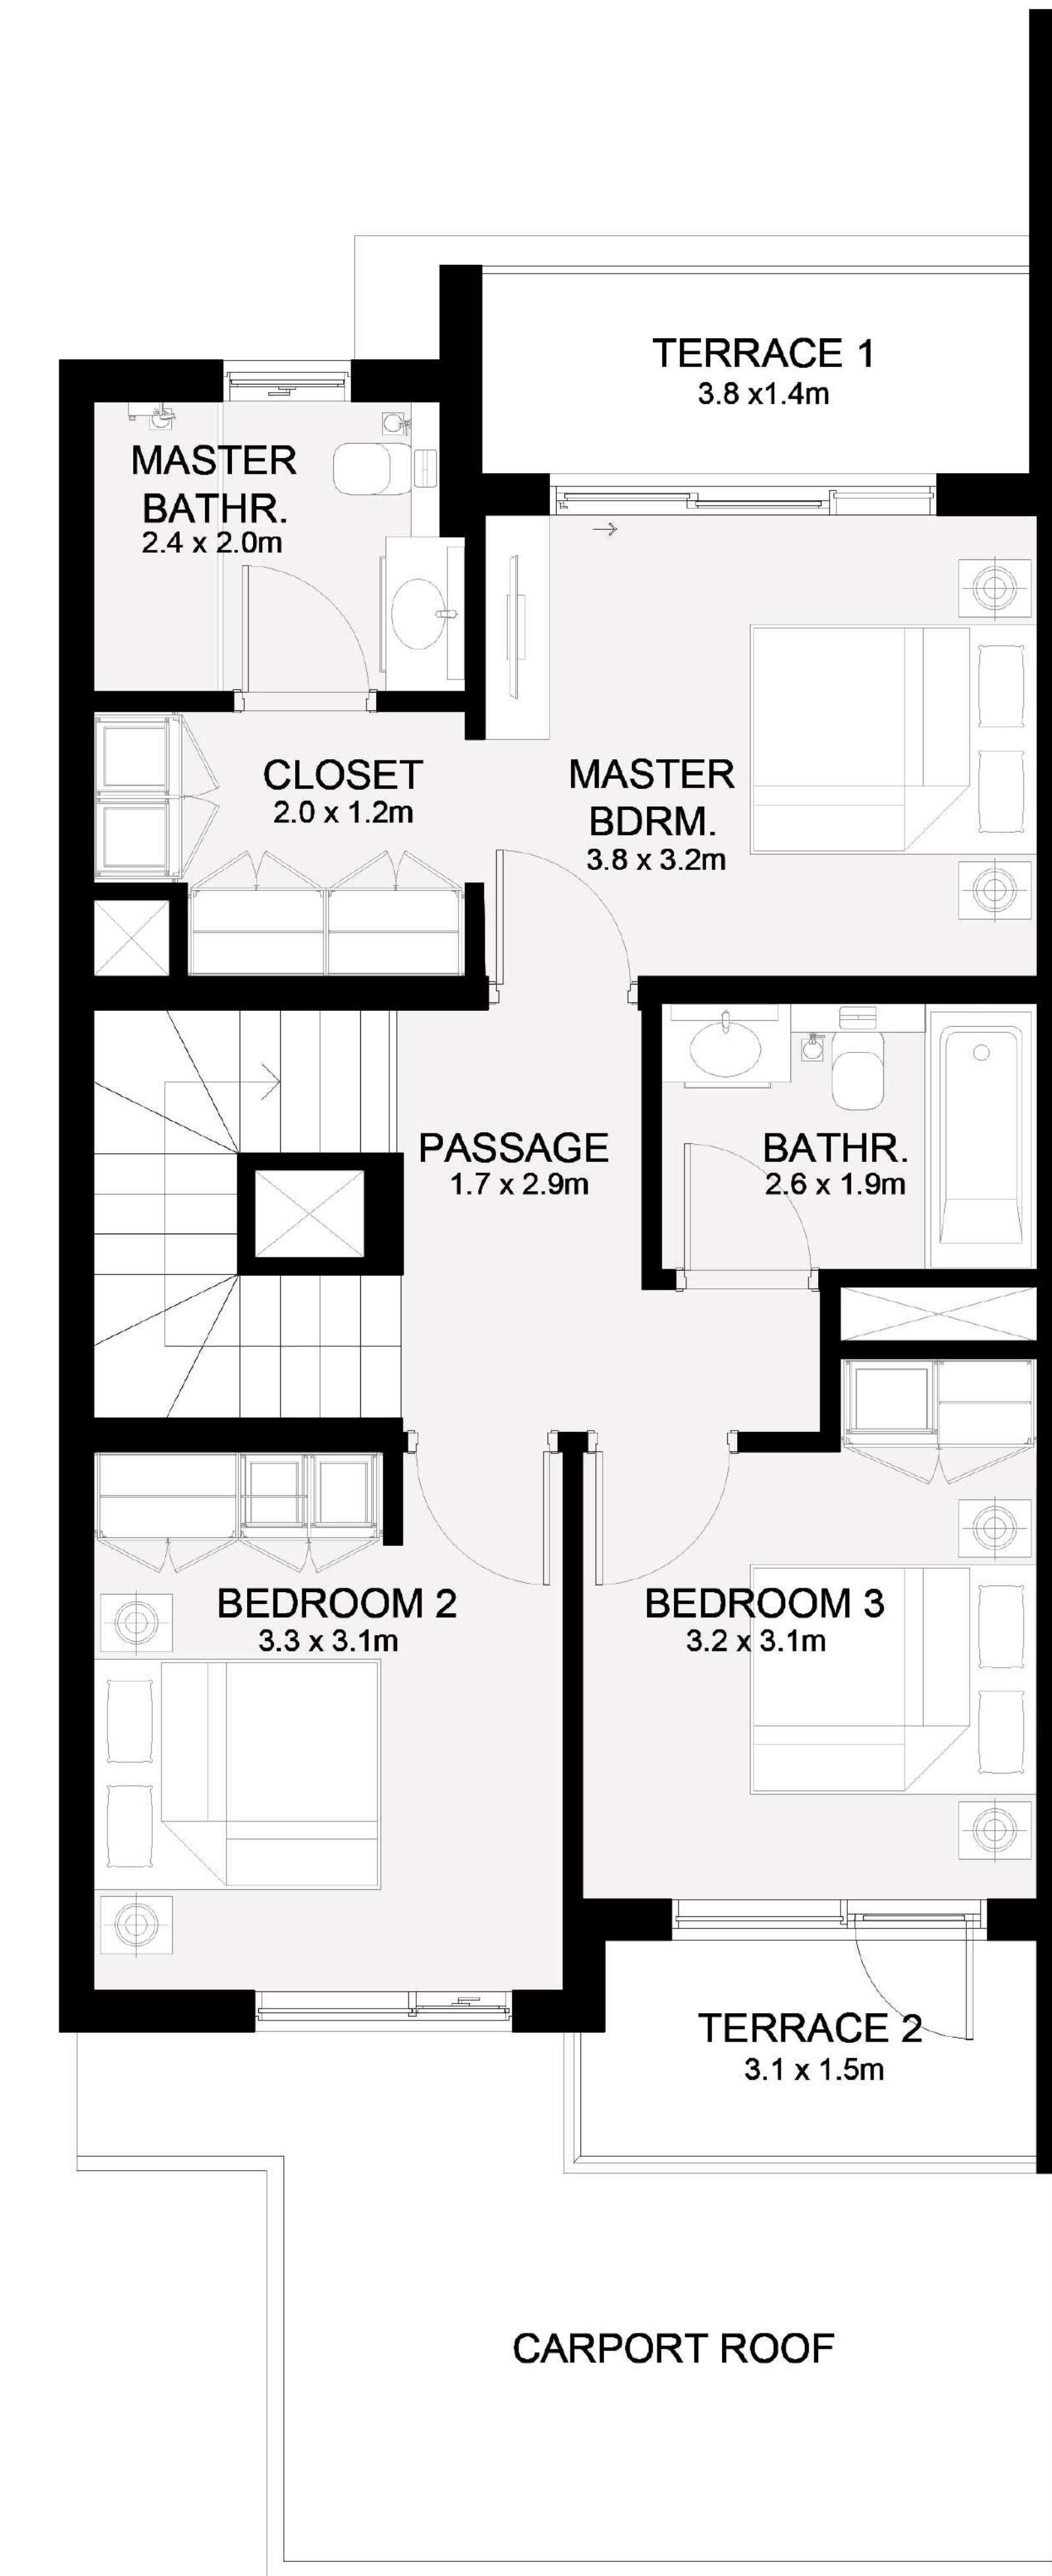 TERRACE 1
3.8 x1.4m
MASTER
BATHR.
2.4 x 2.0m
CLOSET
2.0 x 1.2m
MASTER
BDRM.
3.8 x 3.2m
PASSAGE
1.7 x 2.9m
BATHR.
2.6 x 1.9m
BEDROOM 2
3.3 x 3.1m
BEDROOM 3
3.2 x 3.1m
TERRACE 2
3.1 x 1.5m
CARPORT ROOF